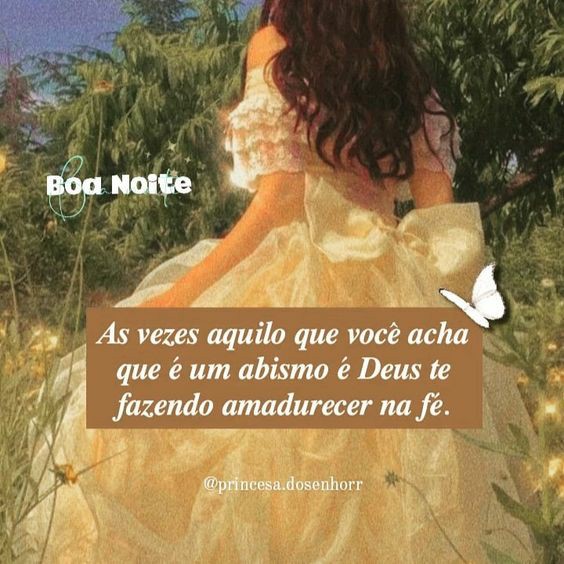 Boa Noite
As vezes aquilo que você acha
que é um abismo é Deus te
fazendo amadurecer na fé.
@princesa.dosenhorr